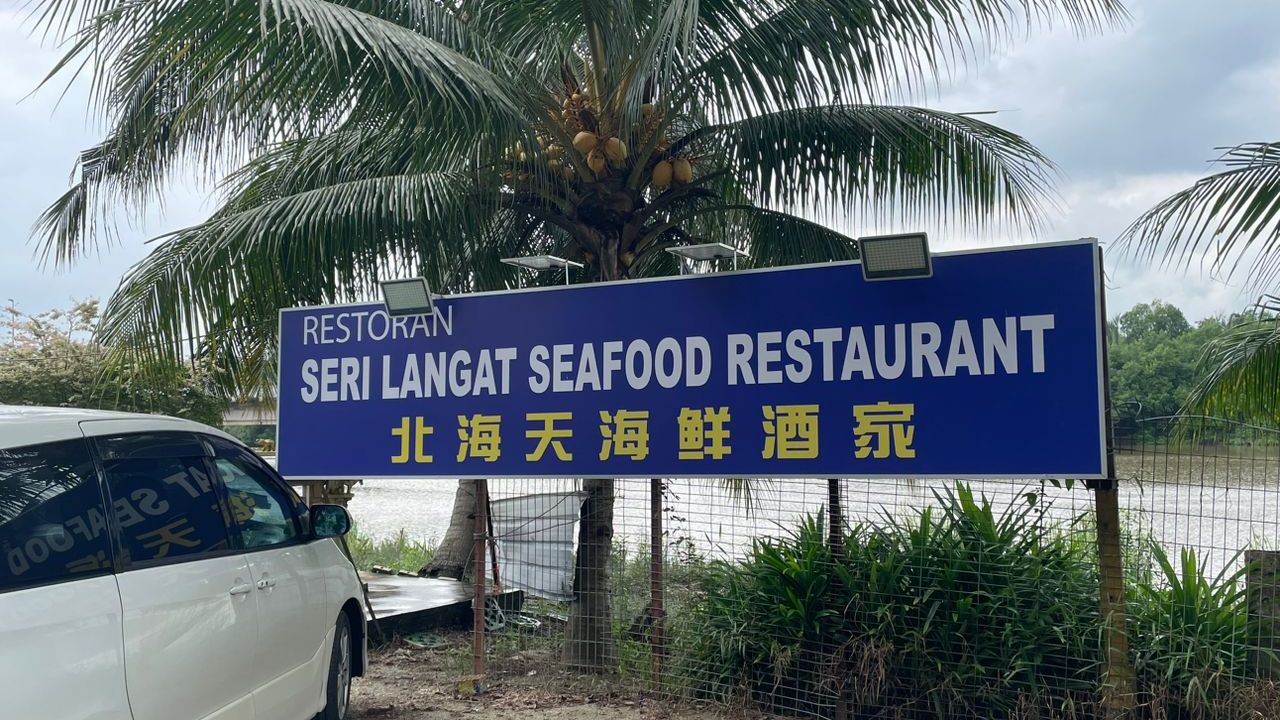 RESTORAN
SERI LANGAT SEAFOOD RESTAURANT
北海天海鲜酒家